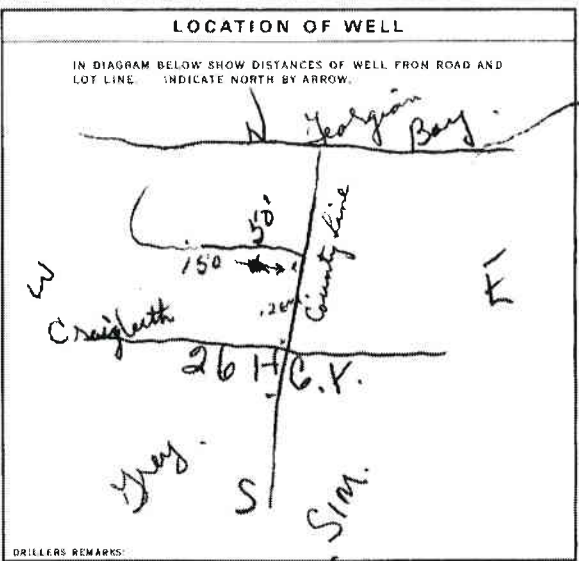 LOCATION OF WELL
IN DIAGRAM BELOW SHOW DISTANCES OF WELL FROM ROAD AND
LOT LINE. INDICATE NORTH BY ARROW.
N Georgian Bay.
50'
150
County Line
W
E
Craigleith
26 H
Grey.
S
SIM.
DRILLERS REMARKS: